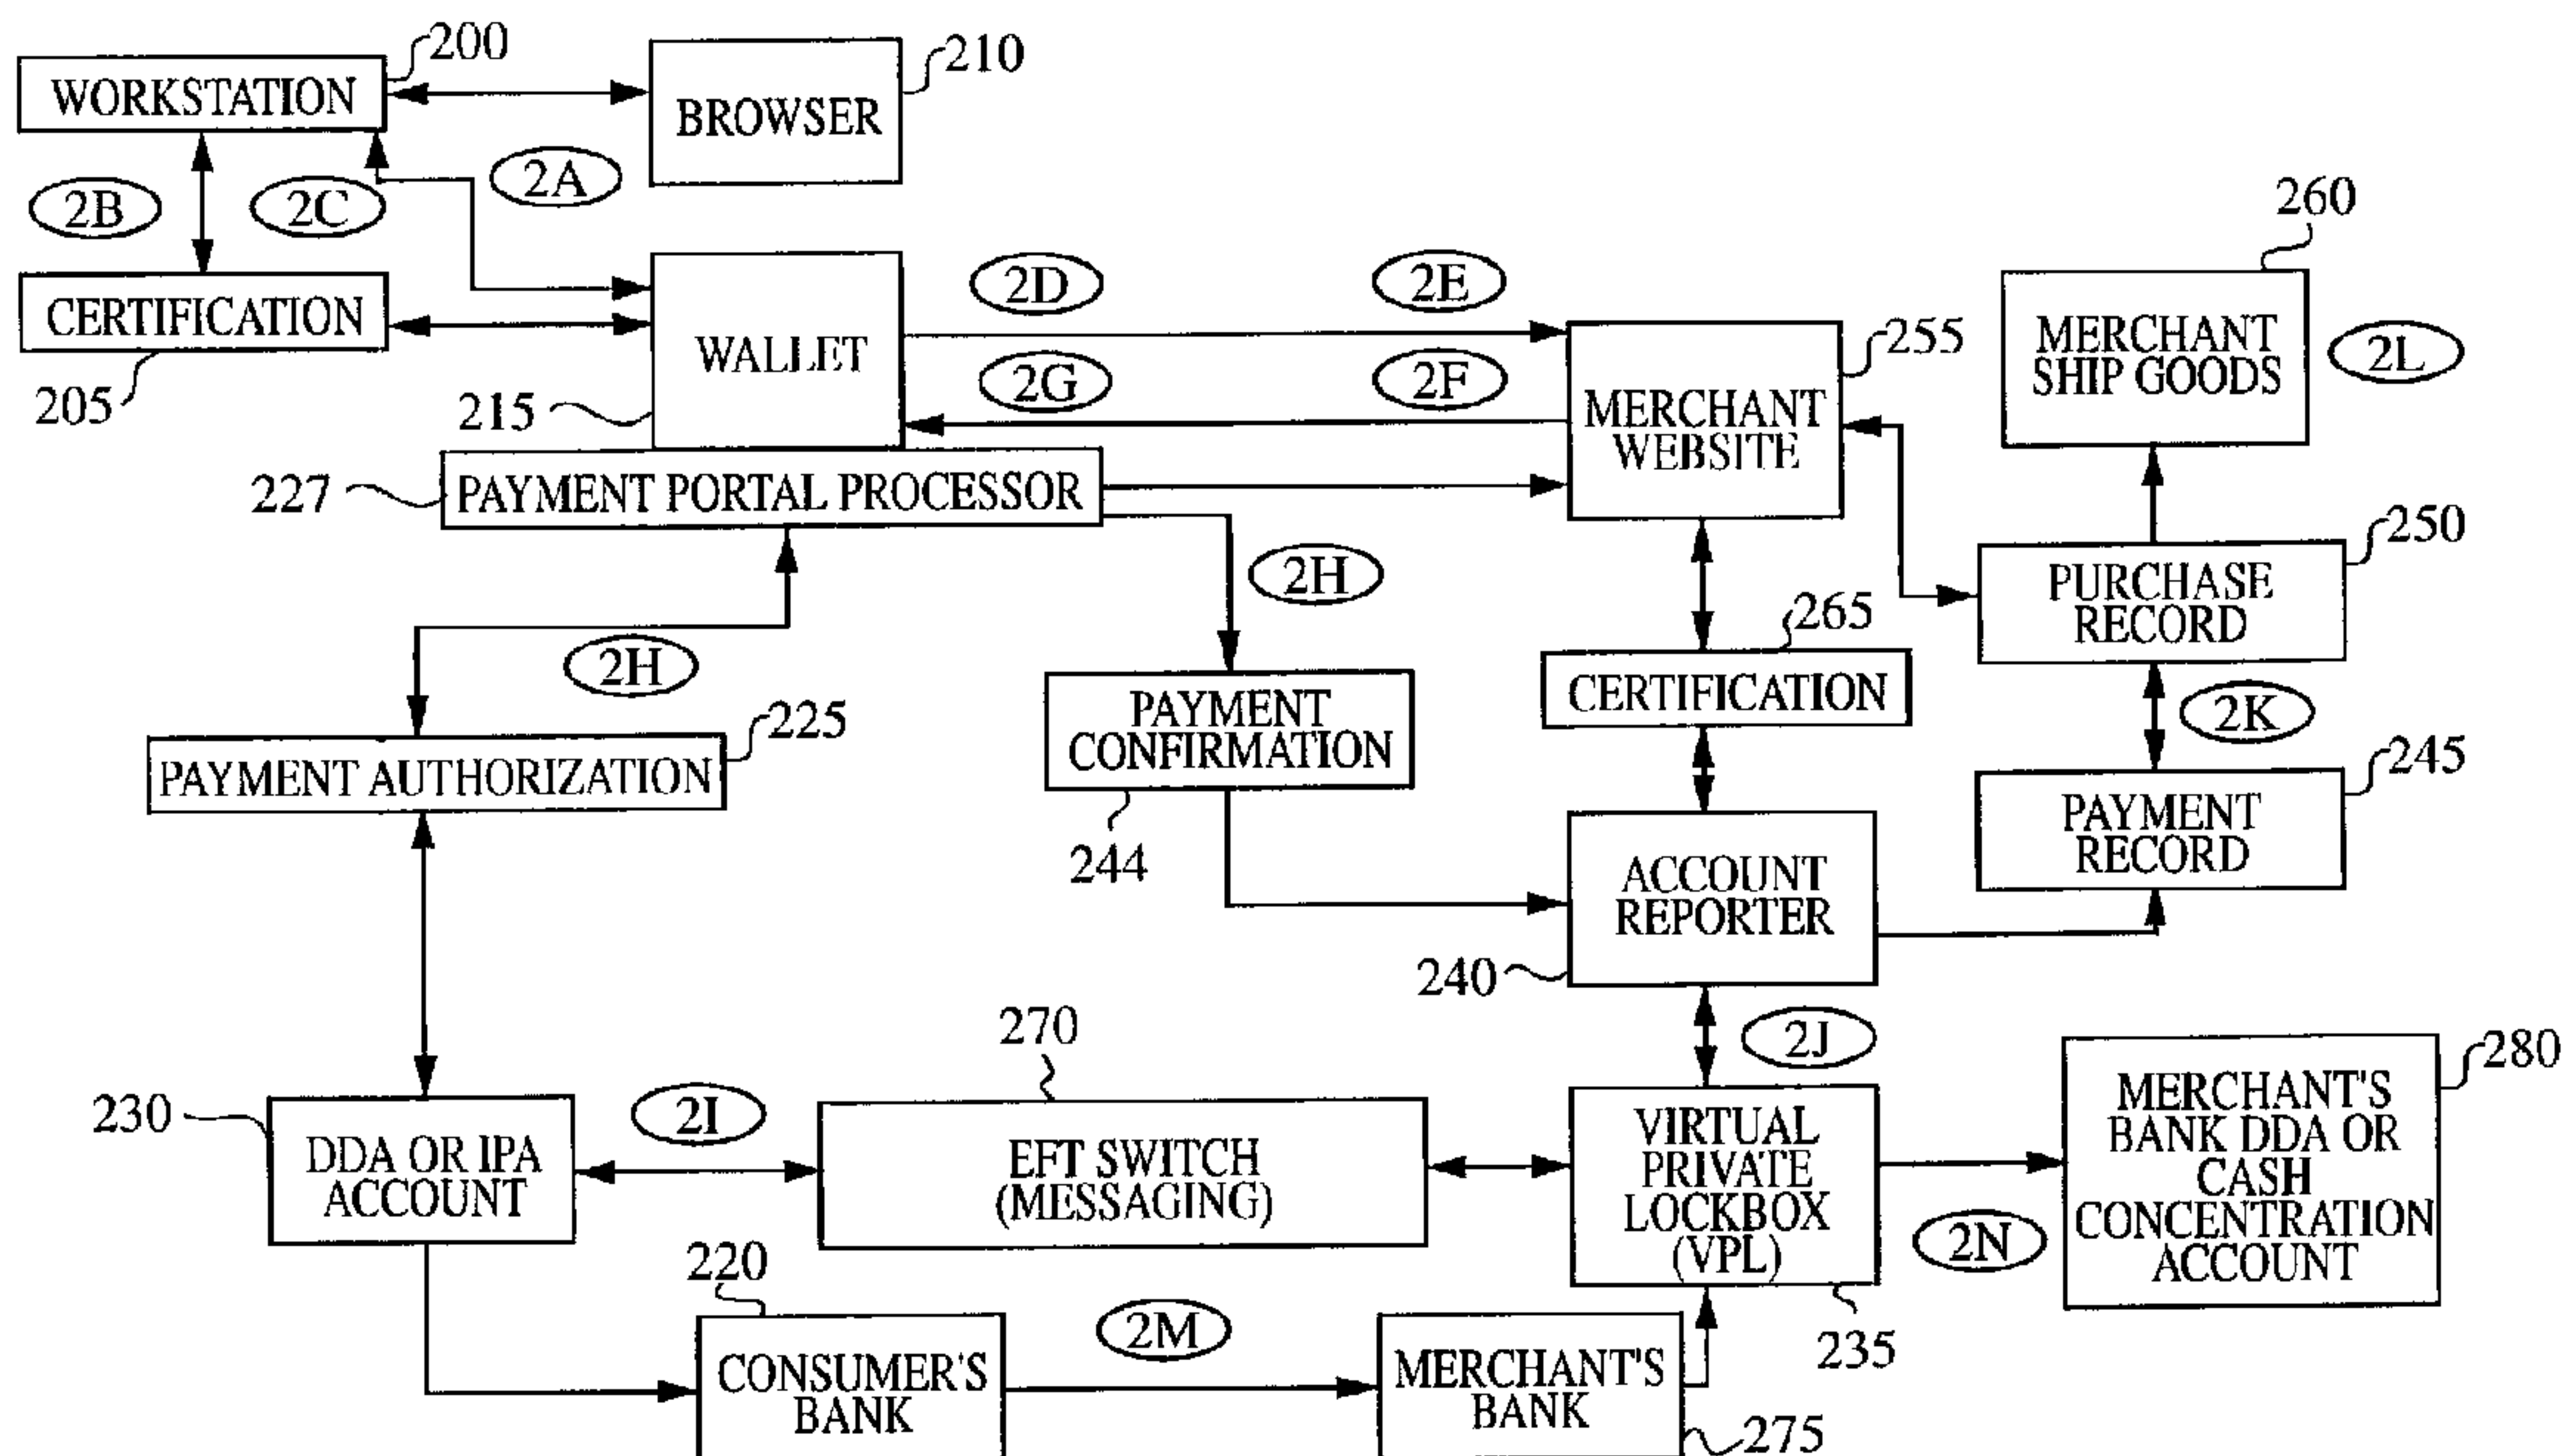 200
WORKSTATION
210
BROWSER
2A
2B
2C
CERTIFICATION
205
WALLET
215
2D
2E
2G
2F
255
MERCHANT
WEBSITE
260
MERCHANT
SHIP GOODS
2L
227
PAYMENT PORTAL PROCESSOR
2H
2H
250
PURCHASE
RECORD
265
CERTIFICATION
2K
225
PAYMENT AUTHORIZATION
PAYMENT
CONFIRMATION
244
245
PAYMENT
RECORD
ACCOUNT
REPORTER
240
2J
230
DDA OR IPA
ACCOUNT
2I
270
EFT SWITCH
(MESSAGING)
VIRTUAL
PRIVATE
LOCKBOX
(VPL)
235
2N
280
MERCHANT'S
BANK DDA OR
CASH
CONCENTRATION
ACCOUNT
220
CONSUMER'S
BANK
2M
MERCHANT'S
BANK
275